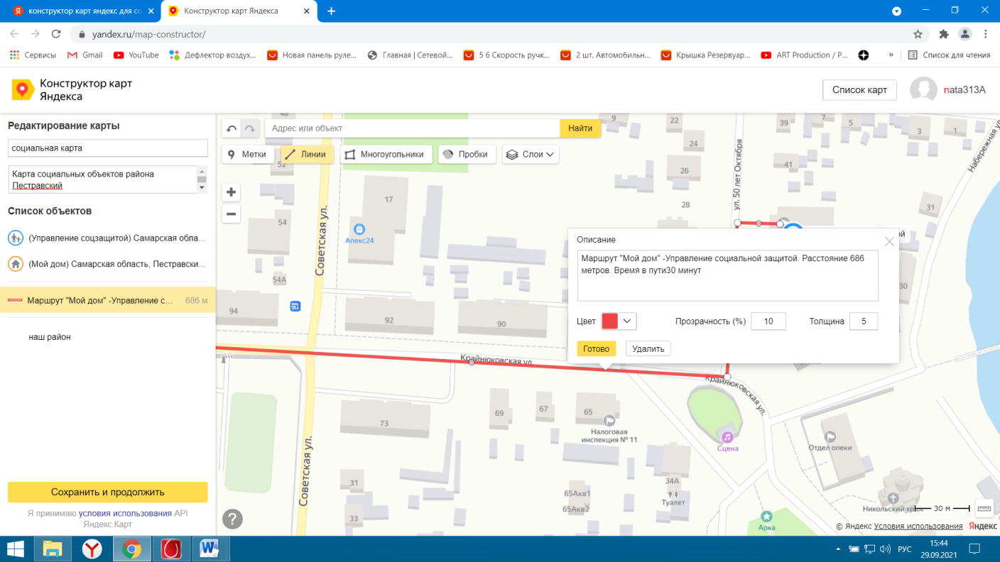 конструктор карт яндекс для со
Конструктор карт Яндекса
yandex.ru/map-constructor/
Сервисы
Gmail
YouTube
Дефлектор воздух...
Новая панель руле...
Главная | Сетевой...
5 6 Скорость ручк...
2 шт. Автомобильн...
Крышка Резервуар...
ART Production / P...
»
Список для чтения
Конструктор карт
Яндекса
Список карт
nata313A
Редактирование карты
социальная карта
Карта социальных объектов района
Пестравский
Список объектов
(Управление соцзащитой) Самарская обла...
(Мой дом) Самарская область, Пестравски...
Маршрут "Мой дом" -Управление с...
686 м
наш район
Сохранить и продолжить
Я принимаю условия использования API
Яндекс.Карт
Адрес или объект
Найти
Метки
Линии
Многоугольники
Пробки
Слои
48
52
9
22
24
26
28
39
7
5
3
1
41
31
30
ул. 50 лет Октября
Набережная ул.
17
54
Апекс24
Советская ул.
54А
94
92
90
Крайнюковская ул.
Крайнюковская ул.
Описание
Маршрут "Мой дом" -Управление социальной защитой. Расстояние 686
метров. Время в пути30 минут
Цвет
Прозрачность (%)
10
Толщина
5
Готово
Удалить
ой
73
69
67
65
Налоговая
инспекция № 11
Сцена
Отдел опеки
Советская ул.
31
33
65Акв1
65Акв2
34А
Туалет
Арка
Никольский хра
30 м
© Яндекс Условия использования Яндекс
?
РУС
15:44
29.09.2021